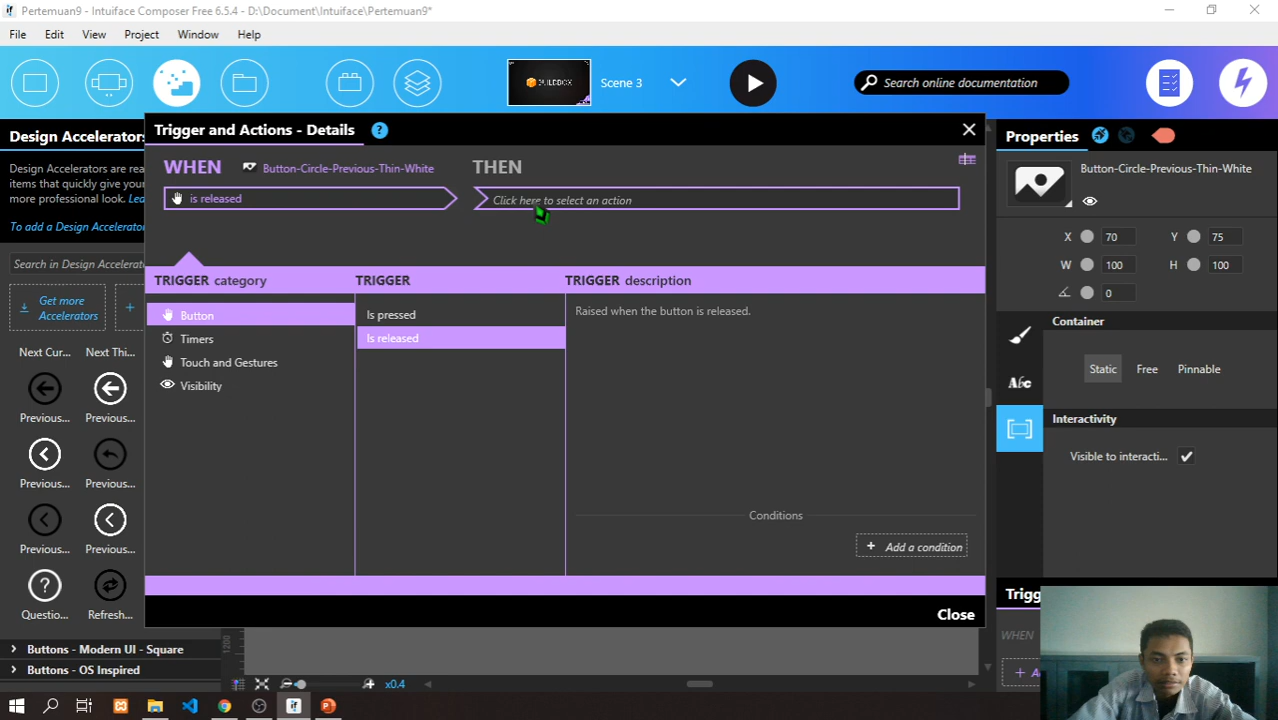 Pertemuan9 - Intuiface Composer Free 6.5.4 - D:\Document\Intuiface\Pertemuan9*
File Edit View Project Window Help
BUILDBOX
Scene 3
Search online documentation
Design Accelerators
Design Accelerators are rea
items that quickly give your
more professional look. Lea
To add a Design Accelerator
Search in Design Accelerat
Get more
Accelerators
Next Cur... Next Thi...
Previous... Previous...
Previous... Previous...
Previous... Previous...
Questio... Refresh...
Buttons - Modern UI - Square
Buttons - OS Inspired
Trigger and Actions - Details
WHEN Button-Circle-Previous-Thin-White THEN
is released
Click here to select an action
TRIGGER category TRIGGER TRIGGER description
Button
Timers
Touch and Gestures
Visibility
Is pressed
Is released
Raised when the button is released.
Conditions
+ Add a condition
Close
1200
x0.4
Properties
Button-Circle-Previous-Thin-White
X 70 Y 75
W 100 H 100
0
Container
Static Free Pinnable
Abc
Interactivity
Visible to interacti...
WHEN